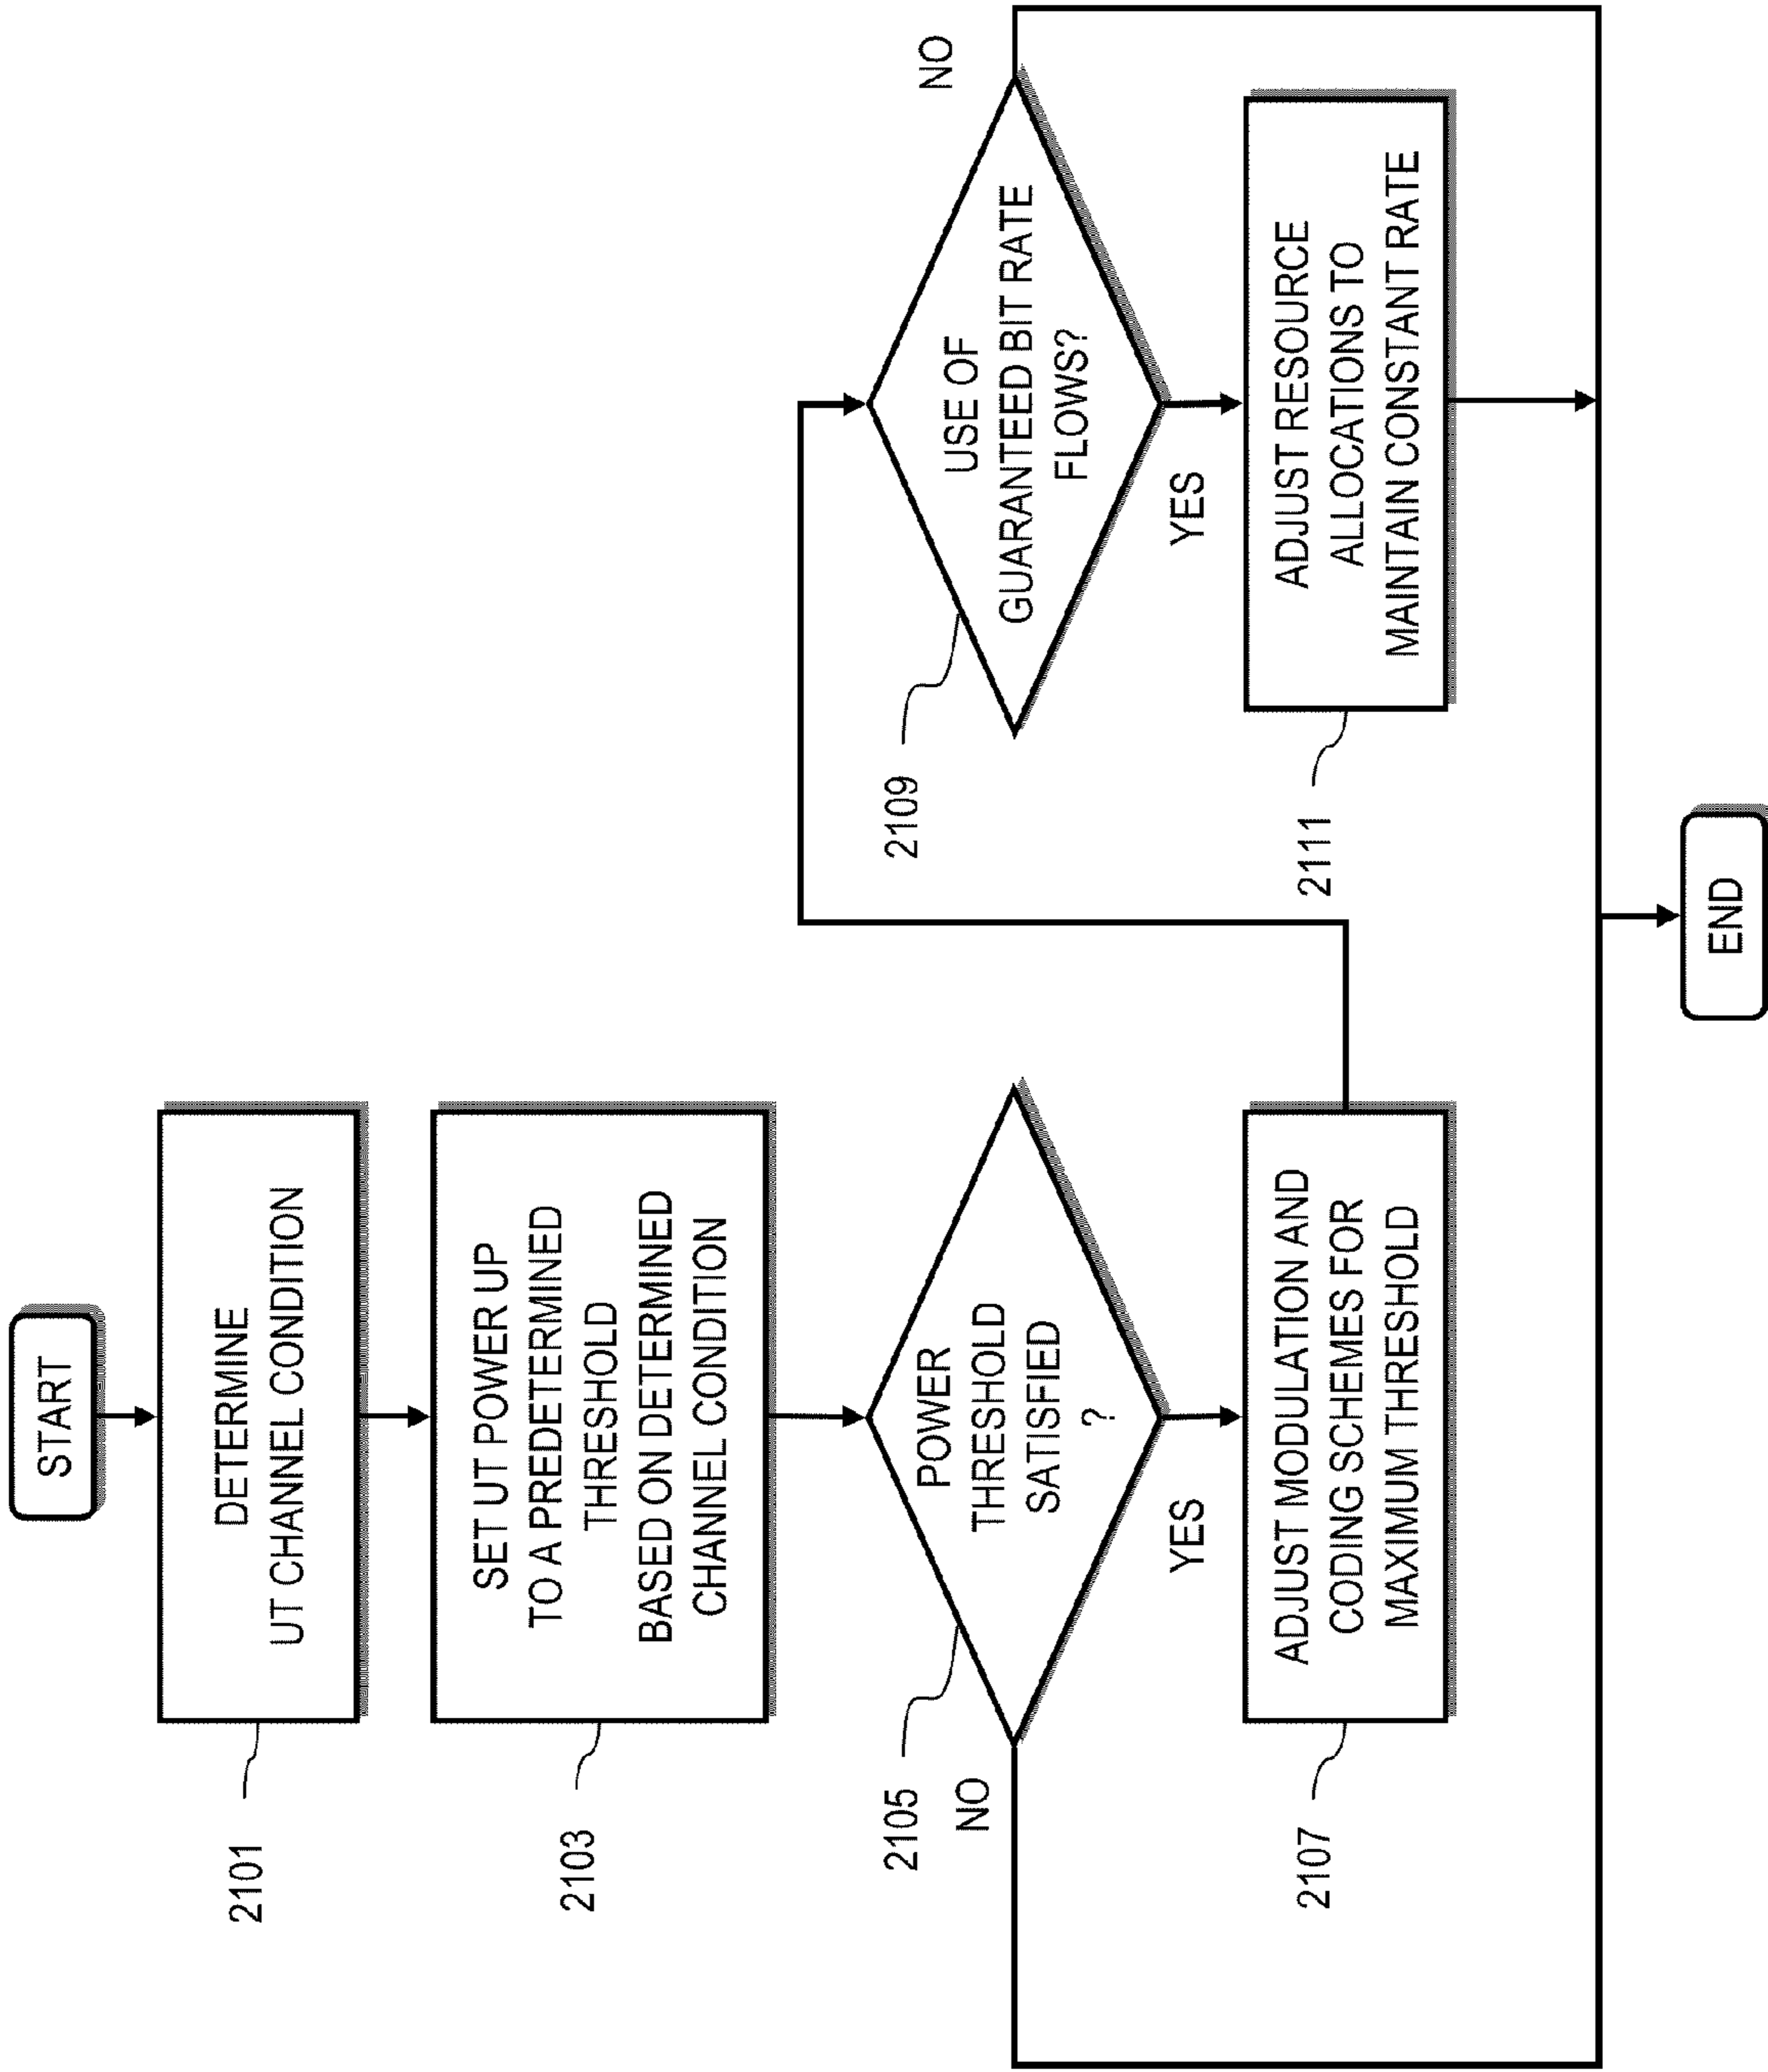 START
DETERMINE
UT CHANNEL CONDITION
2101
SET UT POWER UP
TO A PREDETERMINED
THRESHOLD
BASED ON DETERMINED
CHANNEL CONDITION
2103
POWER
THRESHOLD
SATISFIED
?
2105
NO
YES
ADJUST MODULATION AND
CODING SCHEMES FOR
MAXIMUM THRESHOLD
2107
USE OF
GUARANTEED BIT RATE
FLOWS?
2109
NO
YES
ADJUST RESOURCE
ALLOCATIONS TO
MAINTAIN CONSTANT RATE
2111
END